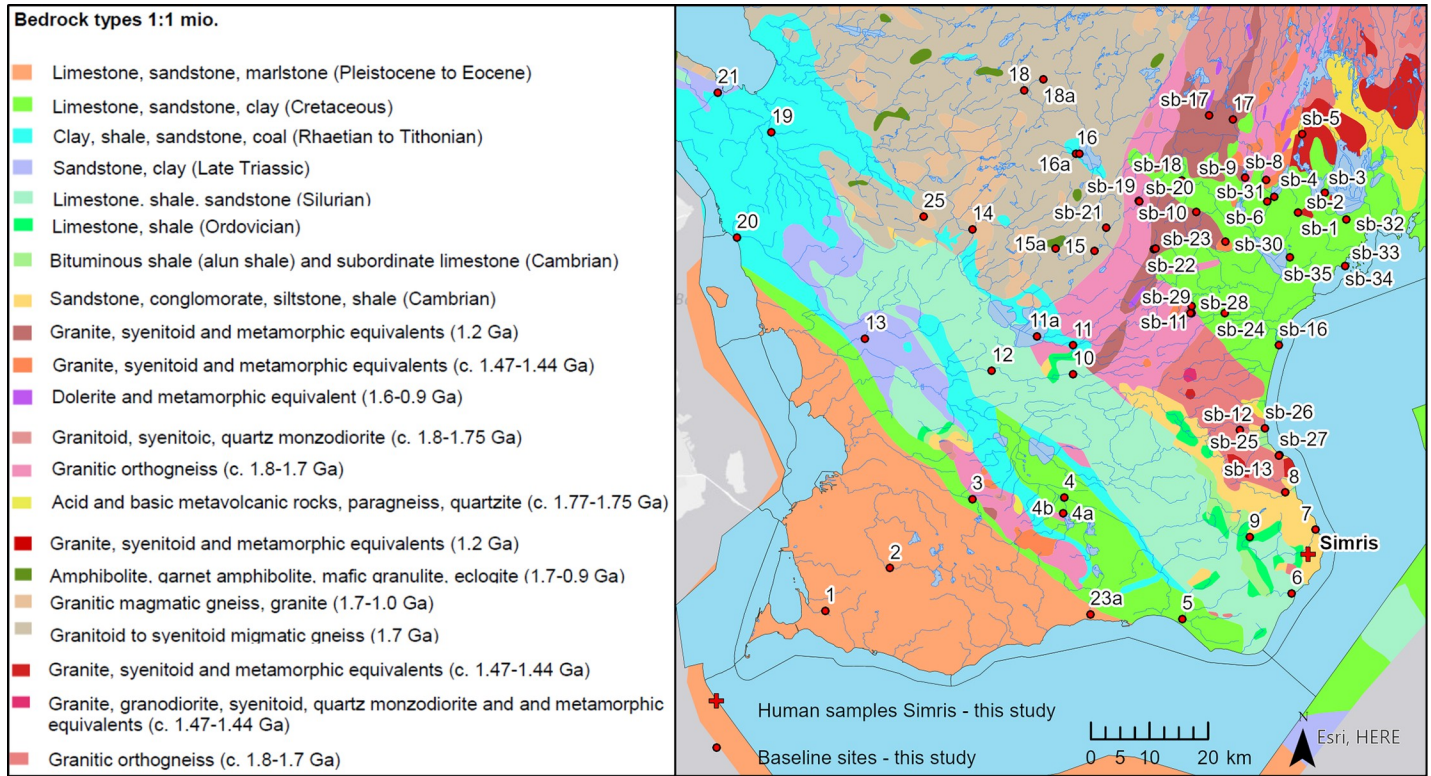 Bedrock types 1:1 mio.
Limestone, sandstone, marlstone (Pleistocene to Eocene)
Limestone, sandstone, clay (Cretaceous)
Clay, shale, sandstone, coal (Rhaetian to Tithonian)
Sandstone, clay (Late Triassic)
Limestone, shale, sandstone (Silurian)
Limestone, shale (Ordovician)
Bituminous shale (alun shale) and subordinate limestone (Cambrian)
Sandstone, conglomorate, siltstone, shale (Cambrian)
Granite, syenitoid and metamorphic equivalents (1.2 Ga)
Granite, syenitoid and metamorphic equivalents (c. 1.47-1.44 Ga)
Dolerite and metamorphic equivalent (1.6-0.9 Ga)
Granitoid, syenitoic, quartz monzodiorite (c. 1.8-1.75 Ga)
Granitic orthogneiss (c. 1.8-1.7 Ga)
Acid and basic metavolcanic rocks, paragneiss, quartzite (c. 1.77-1.75 Ga)
Granite, syenitoid and metamorphic equivalents (1.2 Ga)
Amphibolite, garnet amphibolite, mafic granulite, eclogite (1.7-0.9 Ga)
Granitic magmatic gneiss, granite (1.7-1.0 Ga)
Granitoid to syenitoid migmatic gneiss (1.7 Ga)
Granite, syenitoid and metamorphic equivalents (c. 1.47-1.44 Ga)
Granite, granodiorite, syenitoid, quartz monzodiorite and and metamorphic
equivalents (c. 1.47-1.44 Ga)
Granitic orthogneiss (c. 1.8-1.7 Ga)
21
18
18a
19
sb-17
17
sb-5
16
16a
sb-18
sb-9
sb-8
sb-4
sb-3
sb-19
sb-20
sb-31
sb-2
25
14
sb-21
sb-10
sb-6
sb-1
sb-32
20
15a
15
sb-23
sb-30
sb-33
sb-22
sb-35
sb-34
sb-29
sb-28
13
11a
11
sb-11
sb-24
sb-16
12
10
sb-12
sb-26
sb-25
sb-27
sb-13
3
4
8
4b
4a
9
7
Simris
2
6
1
23a
5
Human samples Simris - this study
Baseline sites - this study
0 5 10 20 km
N
Esri, HERE